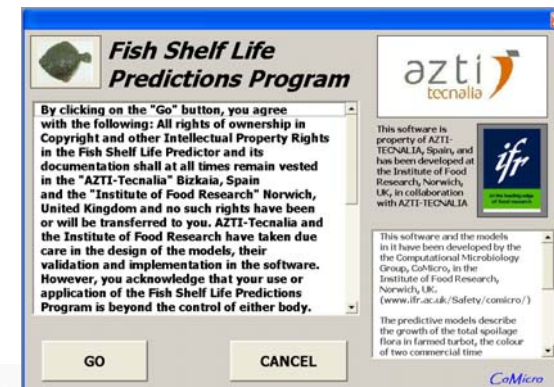 Fish Shelf Life
Predictions Program
By clicking on the "Go" button, you agree
with the following: All rights of ownership in
Copyright and other Intellectual Property Rights
in the Fish Shelf Life Predictor and its
documentation shall at all times remain vested
in the "AZTI-Tecnalia" Bizkaia, Spain
and the "Institute of Food Research" Norwich,
United Kingdom and no such rights have been
or will be transferred to you. AZTI-Tecnalia and
the Institute of Food Research have taken due
care in the design of the models, their
validation and implementation in the software.
However, you acknowledge that your use or
application of the Fish Shelf Life Predictions
Program is beyond the control of either body.
GO
CANCEL
azti
tecnalia
This software is
property of AZTI-
TECNALIA, Spain, and
has been developed at
the Institute of Food
Research, Norwich,
UK, in collaboration
with AZTI-TECNALIA
ifr
This software and the models
in it have been developed by the
the Computational Microbiology
Group, CoMicro, in the
Institute of Food Research,
Norwich, UK.
(www.ifr.ac.uk/Safety/comicro/)
The predictive models describe
the growth of the total spoilage
flora in farmed turbot, the colour
of two commercial time
CoMicro